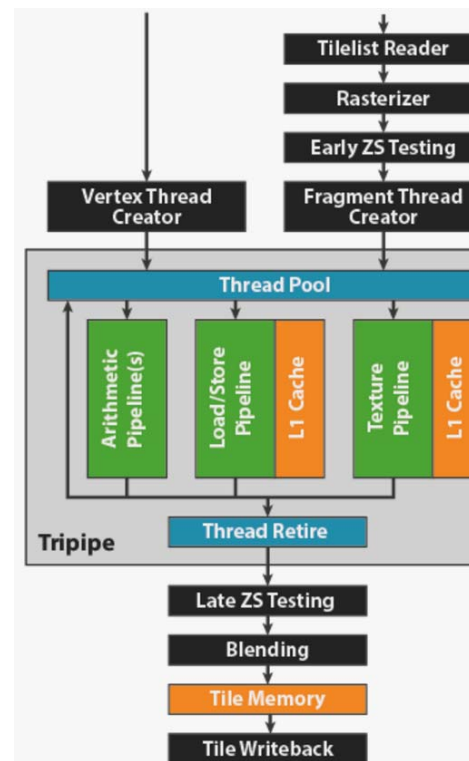 Tilelist Reader
Rasterizer
Early ZS Testing
Vertex Thread
Creator
Fragment Thread
Creator
Thread Pool
Arithmetic
Pipeline(s)
Load/Store
Pipeline
L1 Cache
Texture
Pipeline
L1 Cache
Tripipe
Thread Retire
Late ZS Testing
Blending
Tile Memory
Tile Writeback